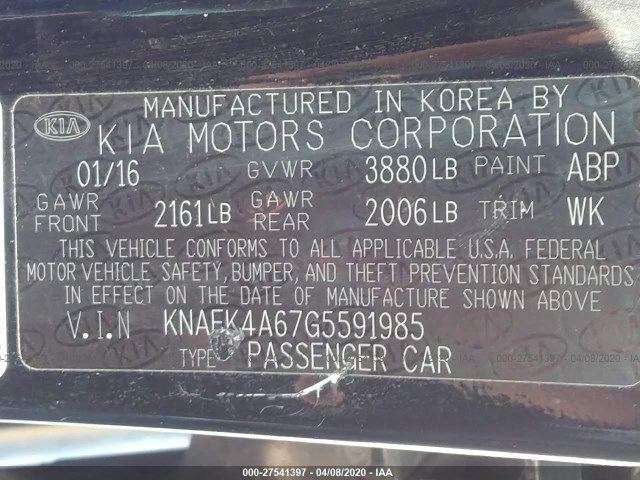 MANUFACTURED IN KOREA BY
KIA KIA MOTORS CORPORATION
01/16 GVWR 3880LB PAINT ABP
GAWR FRONT 2161LB GAWR REAR 2006LB TRIM WK
THIS VEHICLE CONFORMS TO ALL APPLICABLE U.S.A. FEDERAL
MOTOR VEHICLE SAFETY, BUMPER, AND THEFT PREVENTION STANDARDS
IN EFFECT ON THE DATE OF MANUFACTURE SHOWN ABOVE
V.I.N KNAFK4A67G5591985
TYPE : PASSENGER CAR
000-27541397 - 04/08/2020 - IAA